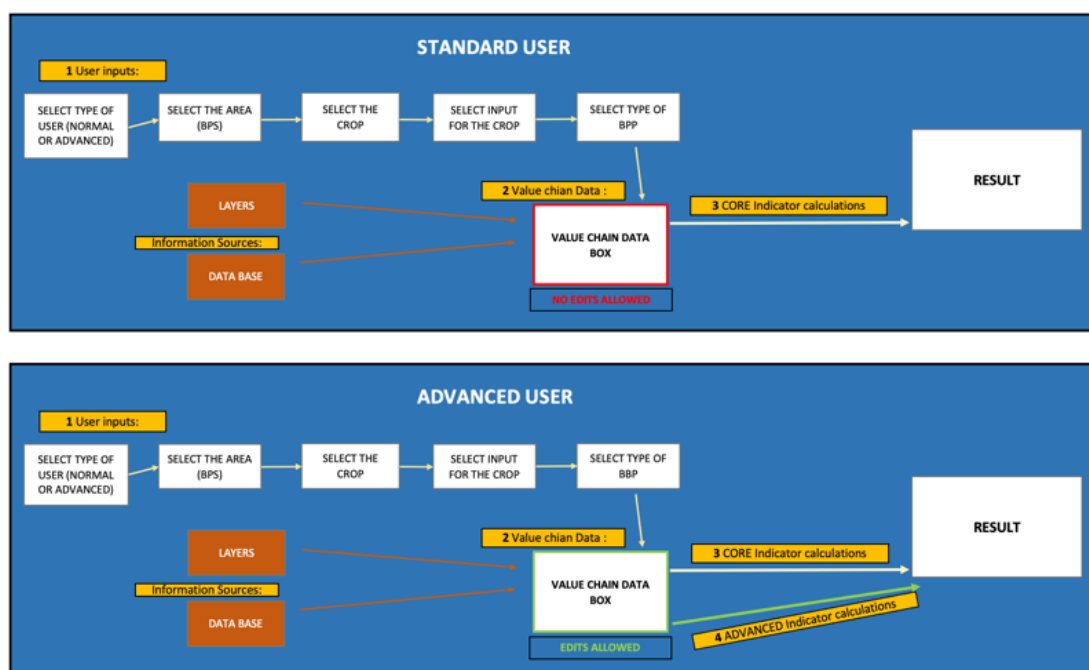 STANDARD USER
1 User inputs:
SELECT TYPE OF
USER (NORMAL
OR ADVANCED)
SELECT THE AREA
(BPS)
SELECT THE
CROP
SELECT INPUT
FOR THE CROP
SELECT TYPE OF
BPP
RESULT
LAYERS
2 Value chian Data :
3 CORE Indicator calculations
Information Sources:
VALUE CHAIN DATA
BOX
DATA BASE
NO EDITS ALLOWED
ADVANCED USER
1 User inputs:
SELECT TYPE OF
USER (NORMAL
OR ADVANCED)
SELECT THE AREA
(BPS)
SELECT THE
CROP
SELECT INPUT
FOR THE CROP
SELECT TYPE OF
BBP
RESULT
LAYERS
2 Value chian Data :
3 CORE Indicator calculations
Information Sources:
VALUE CHAIN DATA
BOX
DATA BASE
4 ADVANCED Indicator calculations
EDITS ALLOWED